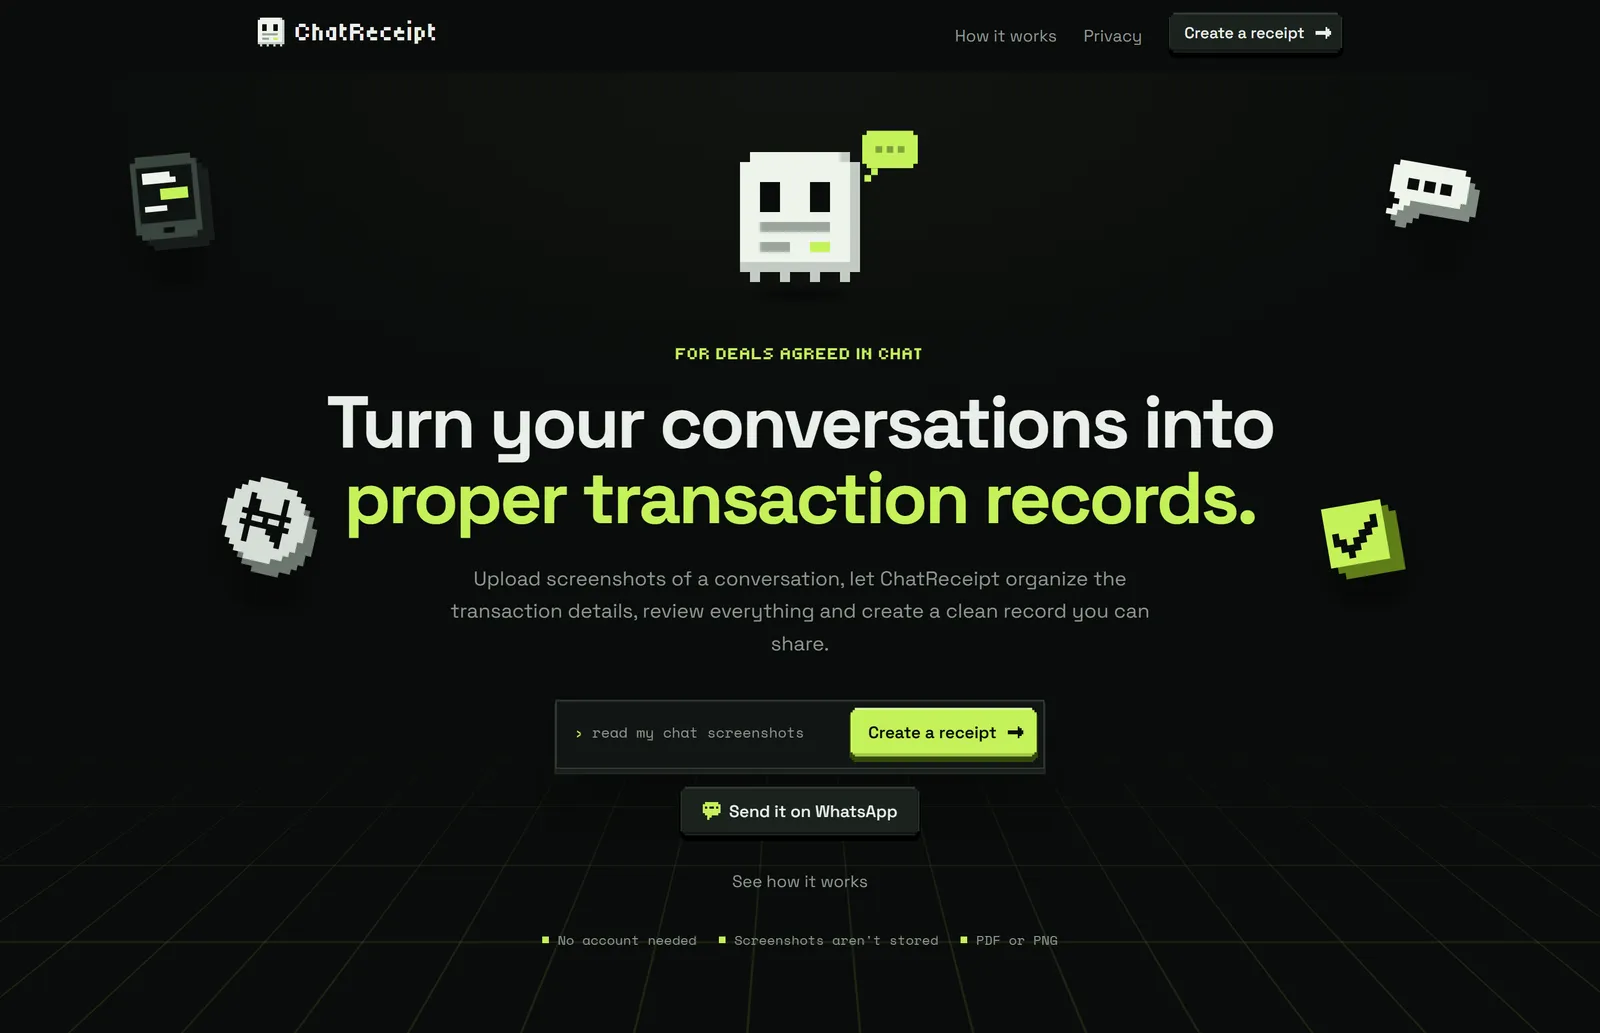 ChatReceipt
How it works
Privacy
Create a receipt
FOR DEALS AGREED IN CHAT
Turn your conversations into
proper transaction records.
Upload screenshots of a conversation, let ChatReceipt organize the
transaction details, review everything and create a clean record you can
share.
› read my chat screenshots
Create a receipt
Send it on WhatsApp
See how it works
No account needed
Screenshots aren't stored
PDF or PNG